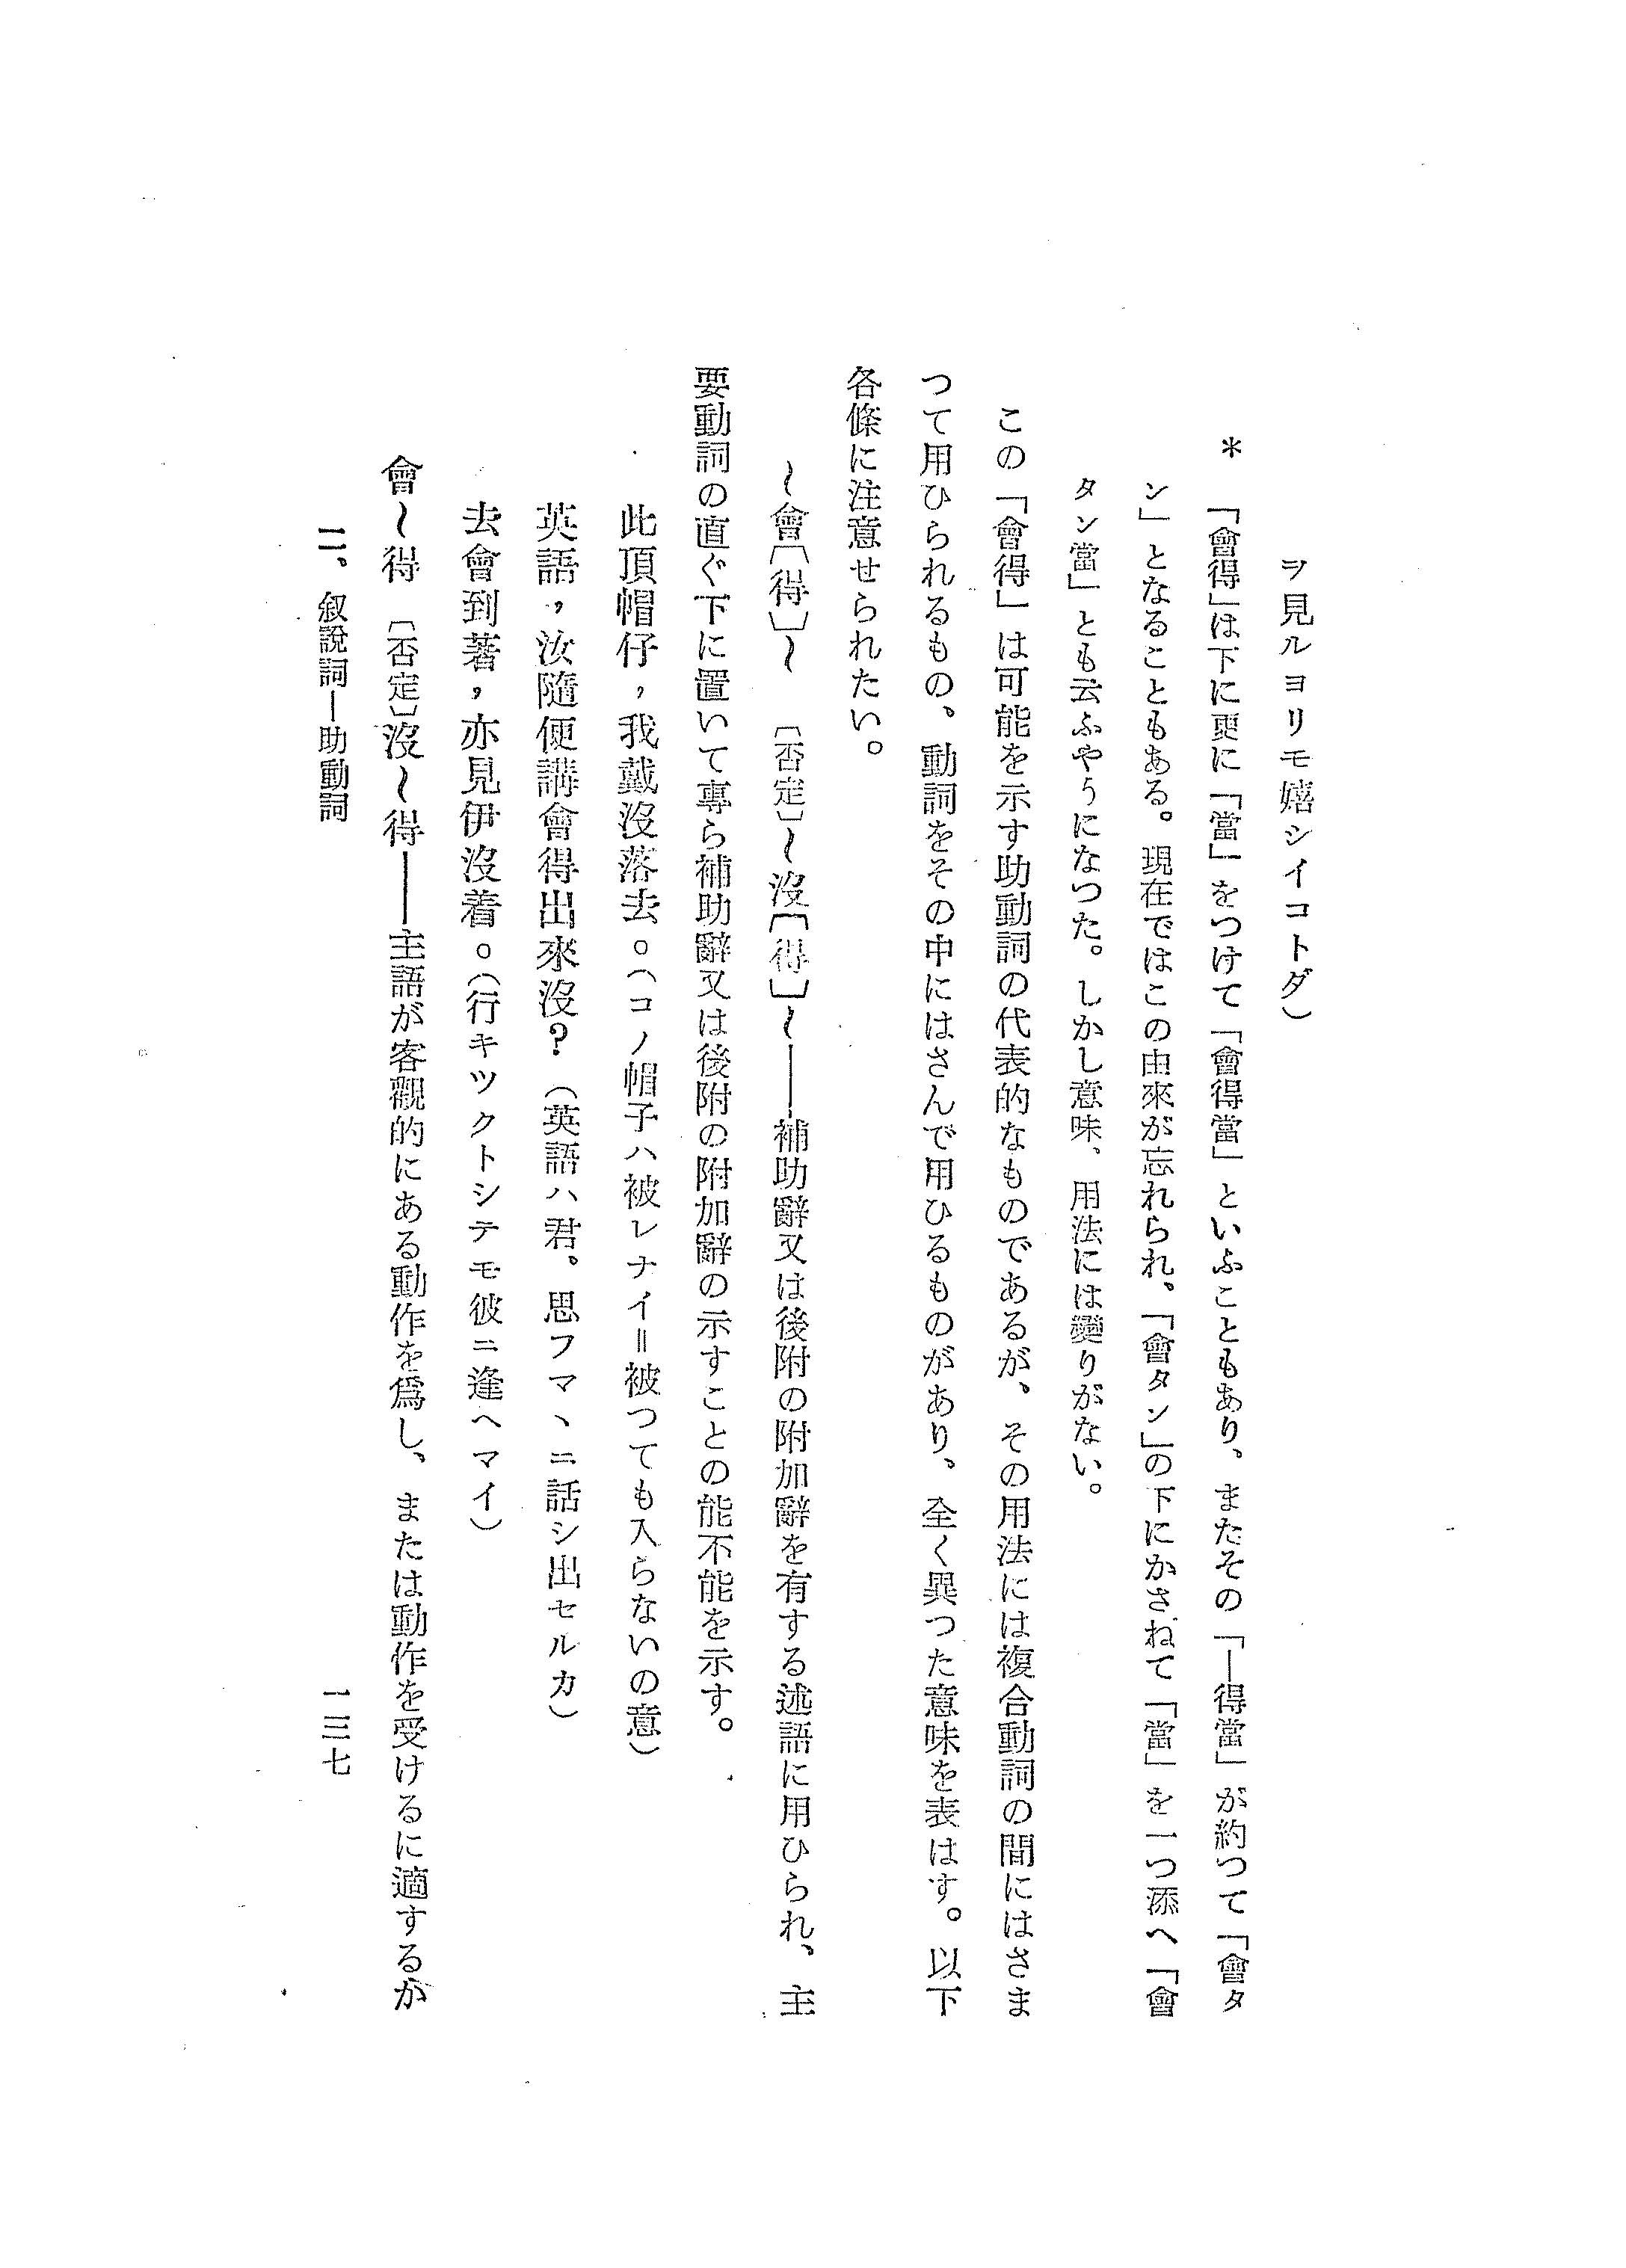 ヲ見ルヨリモ嬉シイコトダ）
＊「會得」は下に更に「當」をつけて「會得當」といふこともあり、またその「―得當」が約つて「會タ
ン」となることもある。現在ではこの由來が忘れられ、「會タン」の下にかさねて「當」を一つ添へ「會
タン當」とも云ふやうになつた。しかし意味、用法には變りがない。
この「會得」は可能を示す助動詞の代表的なものであるが、その用法には複合動詞の間にはさま
つて用ひられるもの、動詞をその中にはさんで用ひるものがあり、全く異つた意味を表はす。以下
各條に注意せられたい。
～會〔得〕～　〔否定〕～沒〔得〕～――補助辭又は後附の附加辭を有する述語に用ひられ、主
要動詞の直ぐ下に置いて專ら補助辭又は後附の附加辭の示すことの能不能を示す。
此頂帽仔，我戴沒落去。（コノ帽子ハ被レナイ＝被つても入らないの意）
英語，汝隨便講會得出來沒？（英語ハ君。思フマヽニ話シ出セルカ）
去會到著，亦見伊沒着。（行キツクトシテモ彼ニ逢ヘマイ）
會～得　〔否定〕沒～得――主語が客觀的にある動作を爲し、または動作を受けるに適するか
二、敍說詞―助動詞
一三七